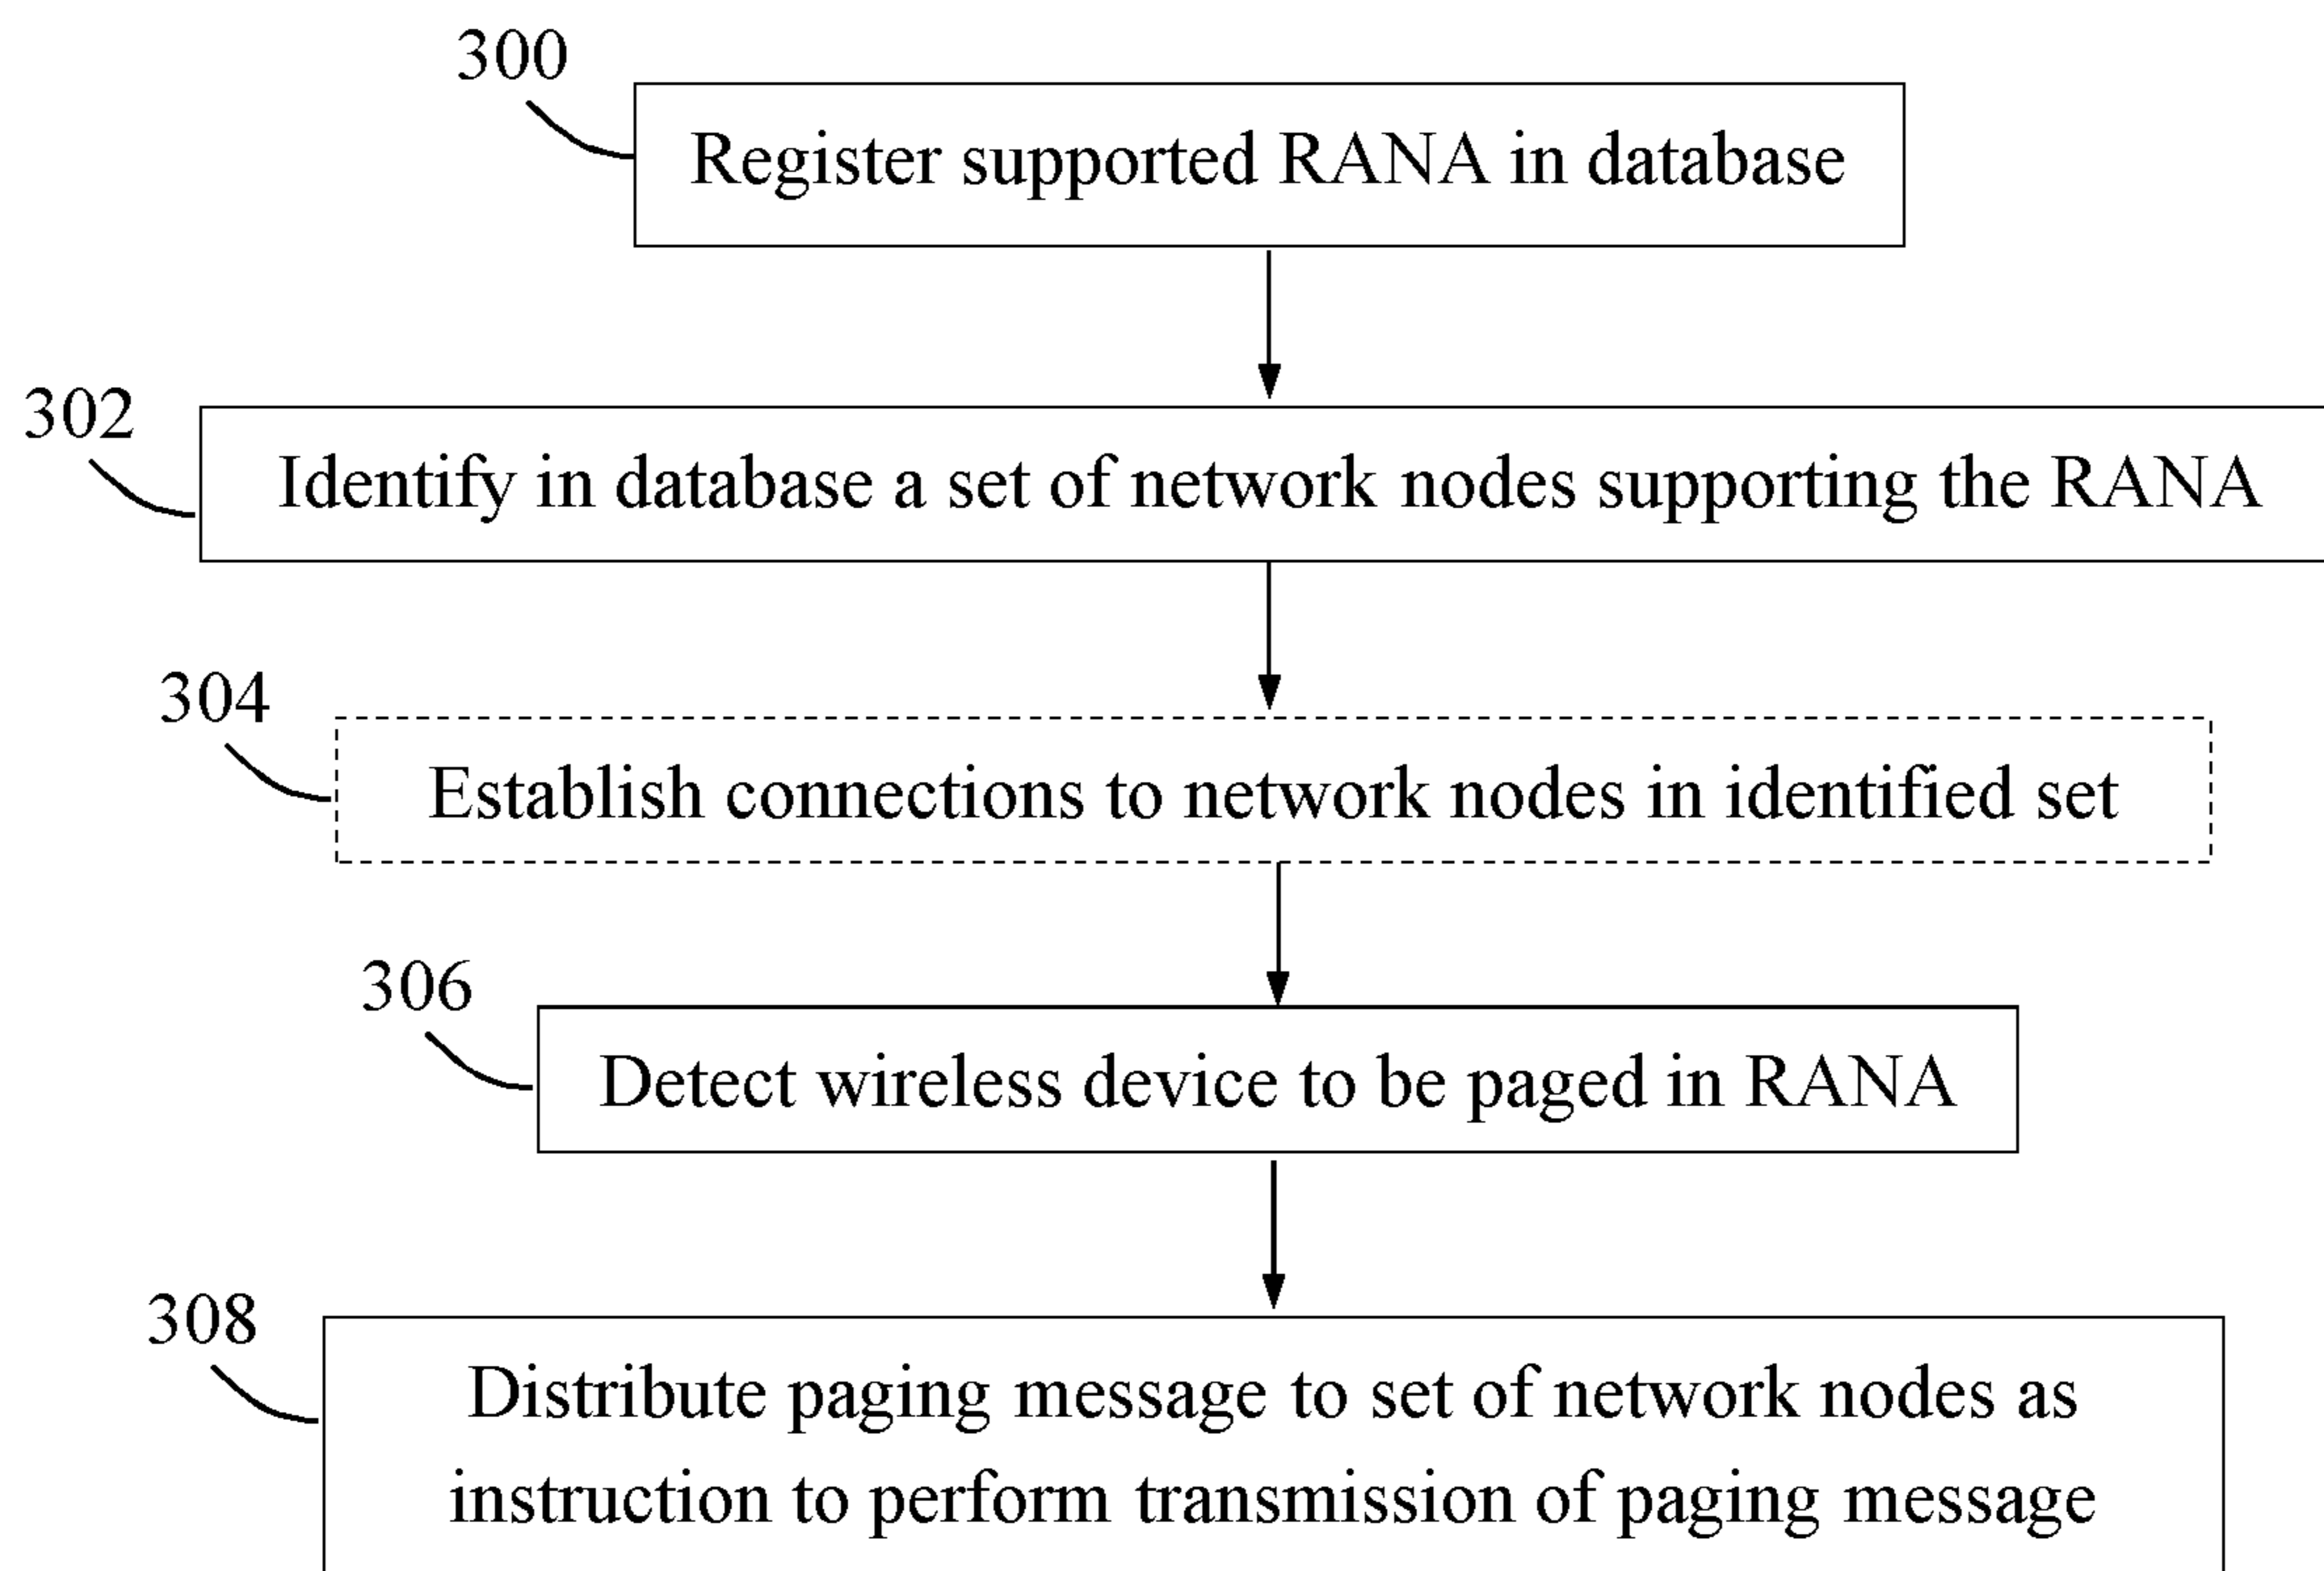 300
Register supported RANA in database
302
Identify in database a set of network nodes supporting the RANA
304
Establish connections to network nodes in identified set
306
Detect wireless device to be paged in RANA
308
Distribute paging message to set of network nodes as
instruction to perform transmission of paging message